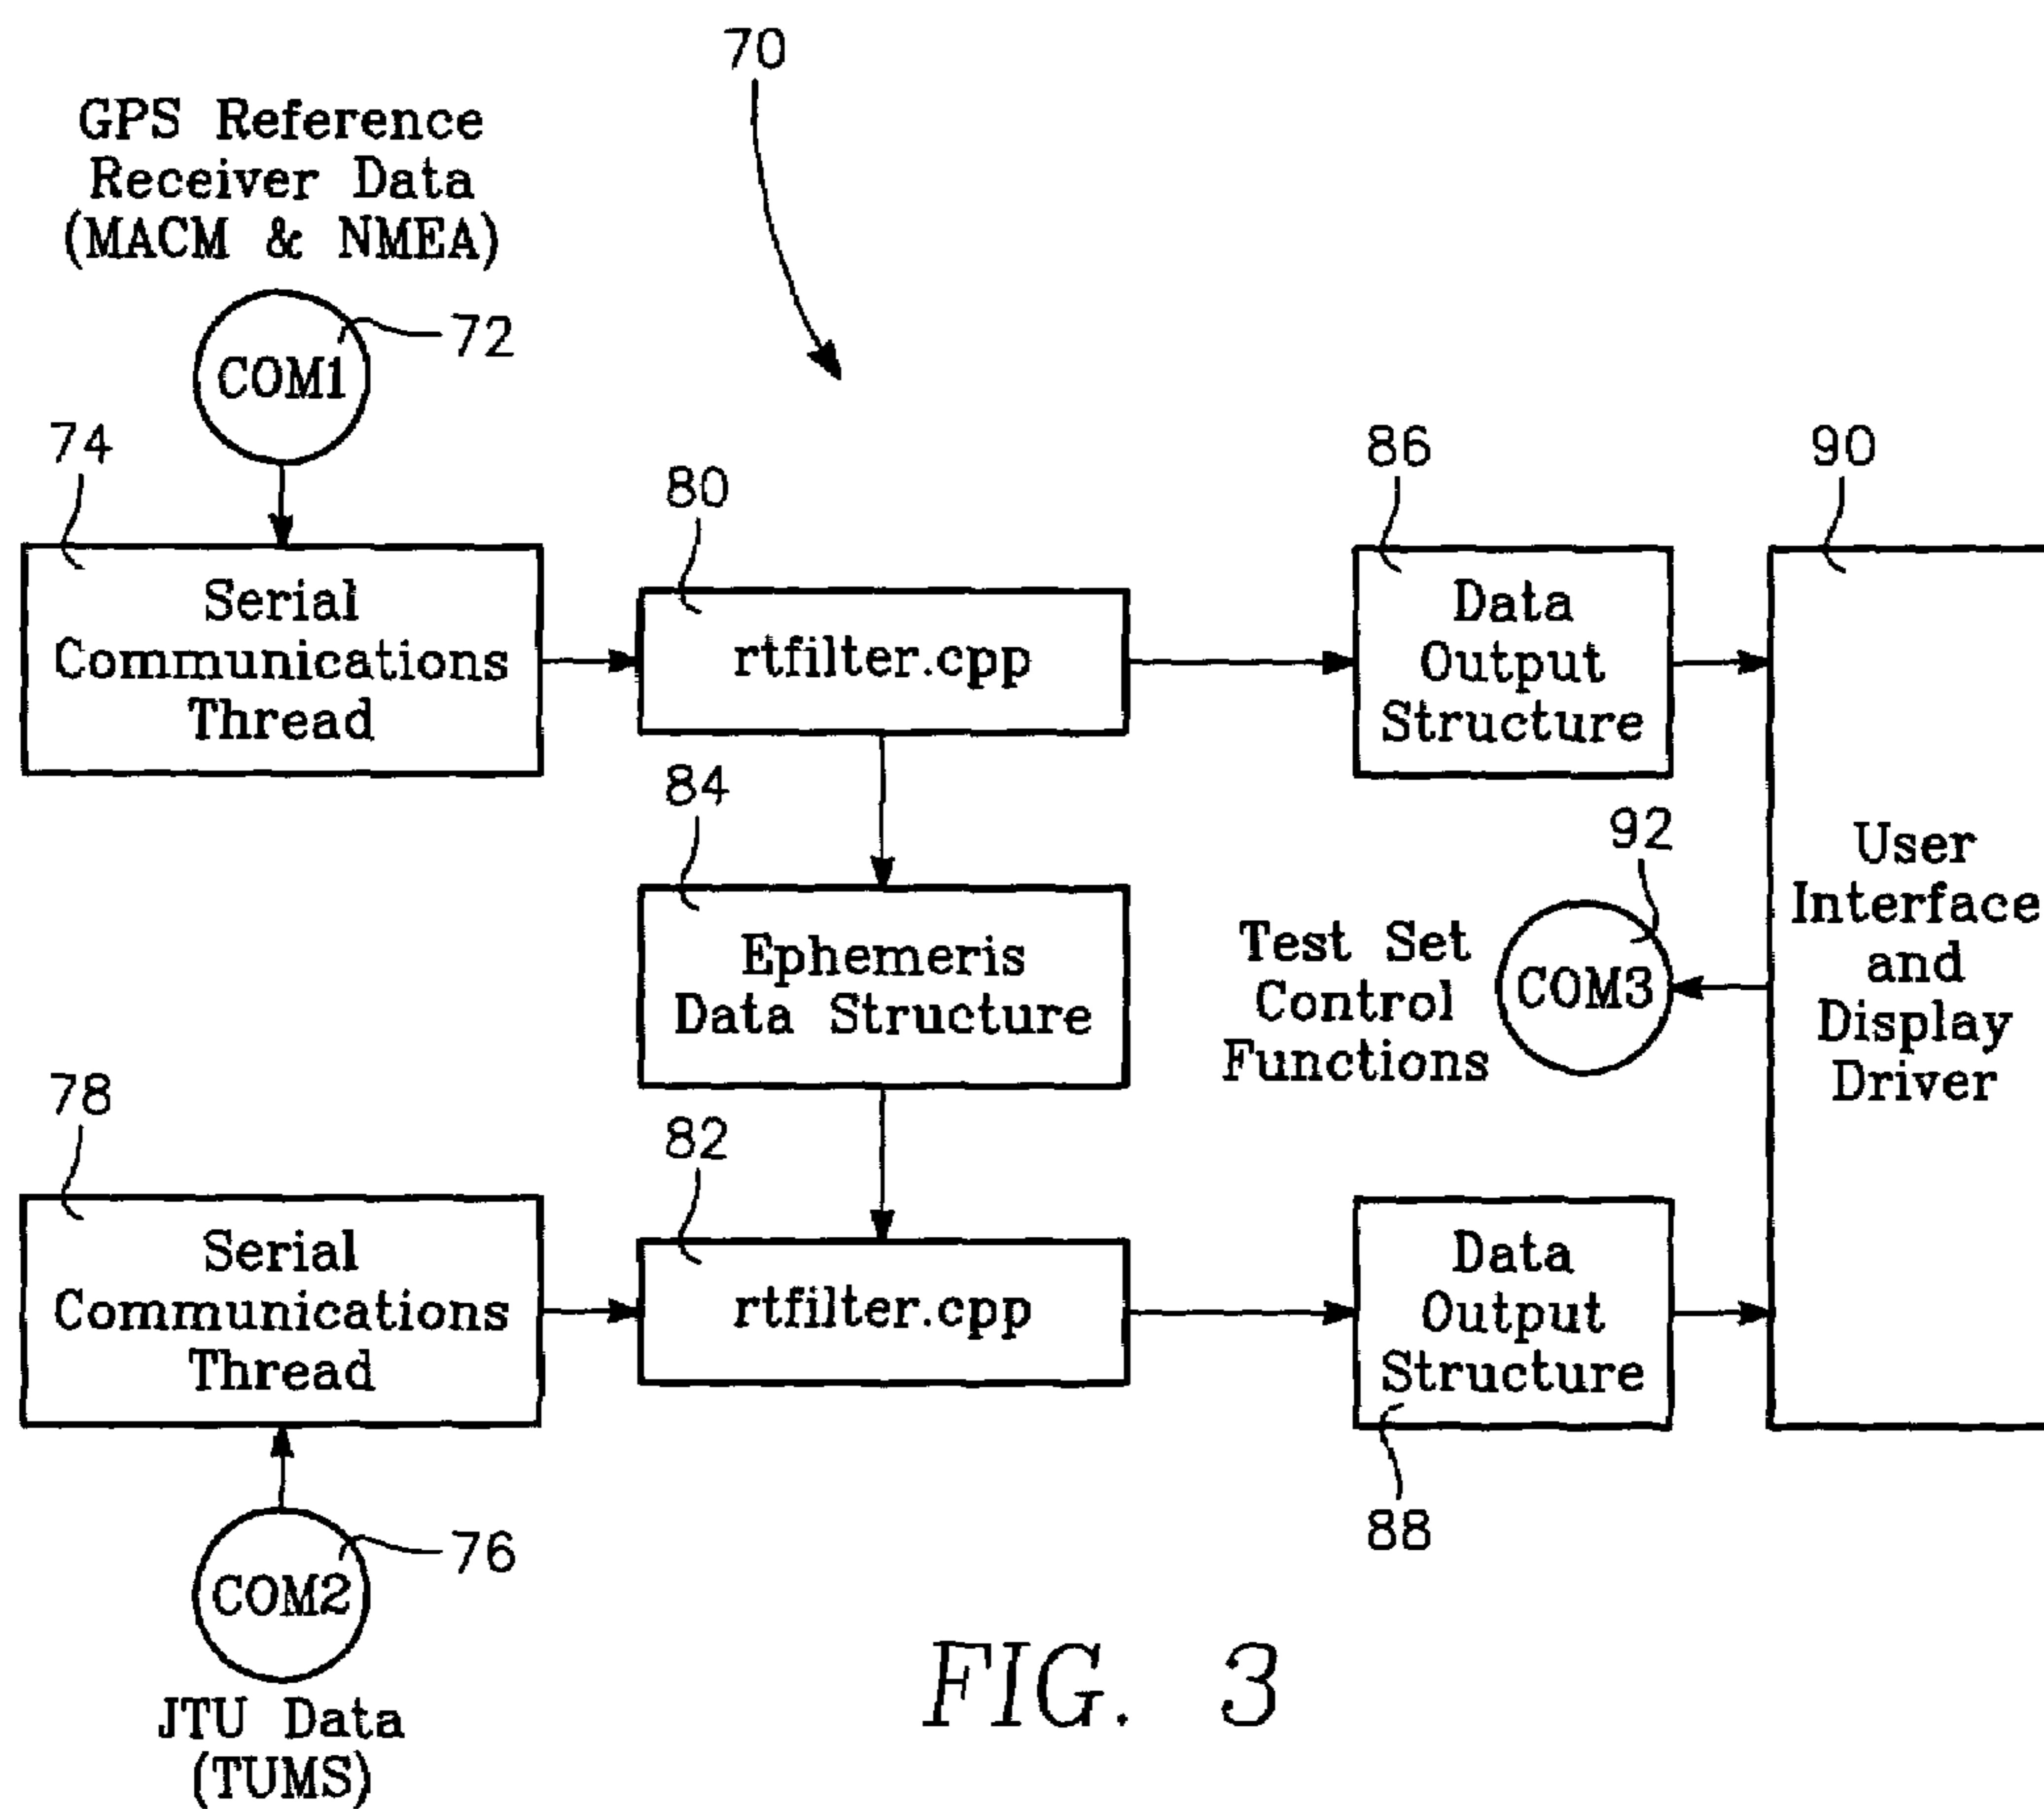 70
GPS Reference
Receiver Data
(MACM & NMEA)
COM1
72
74
Serial
Communications
Thread
80
rtfilter.cpp
86
Data
Output
Structure
90
User
Interface
and
Display
Driver
84
Ephemeris
Data Structure
92
Test Set
Control
Functions
COM3
78
Serial
Communications
Thread
82
rtfilter.cpp
Data
Output
Structure
88
COM2
76
JTU Data
(TUMS)
FIG. 3